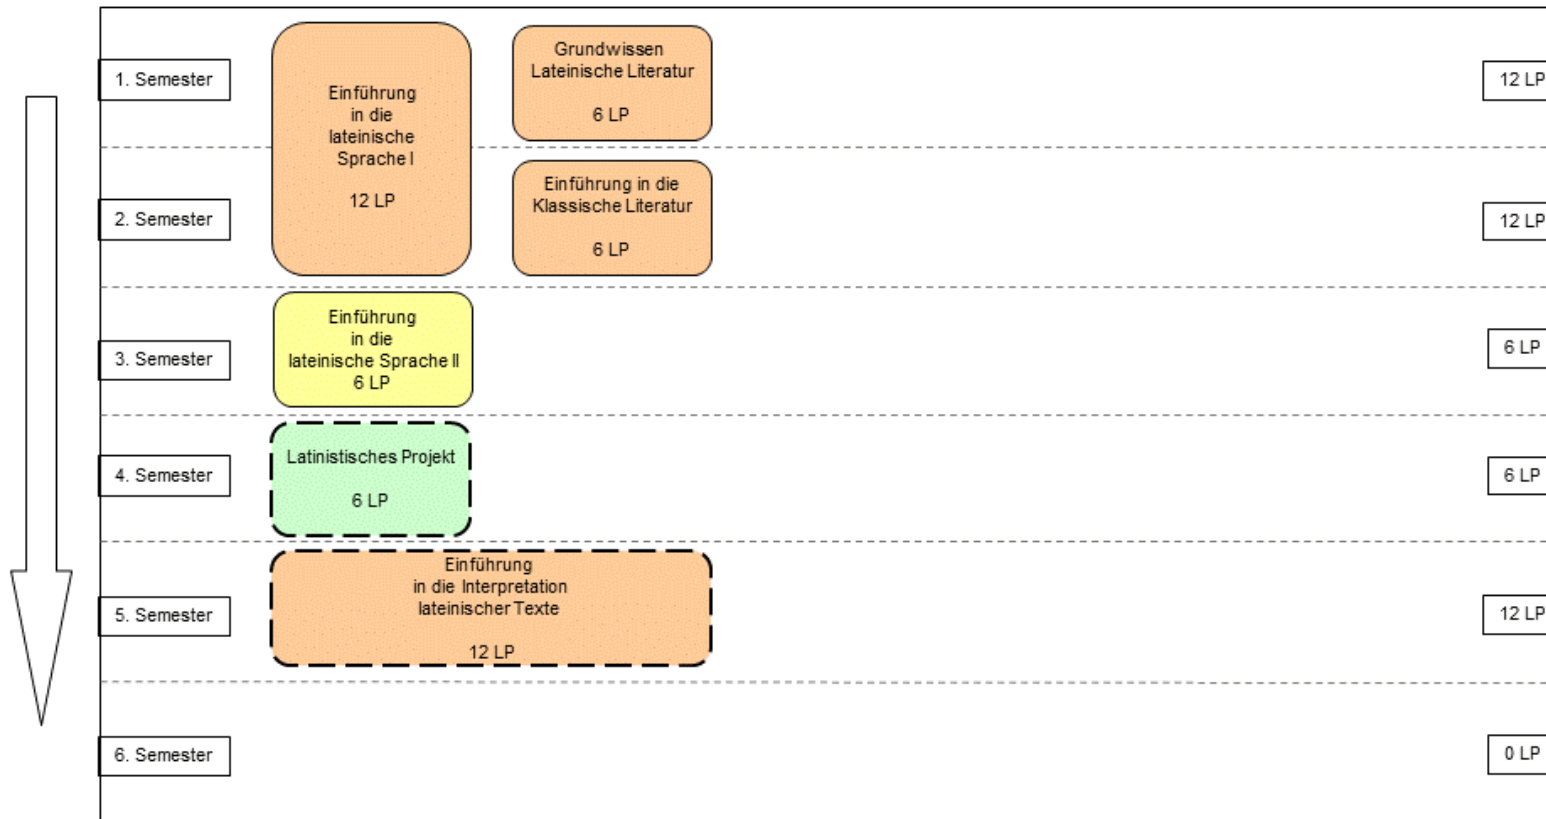 1. Semester
Einführung
in die
lateinische
Sprache I
12 LP
Grundwissen
Lateinische Literatur
6 LP
12 LP
2. Semester
Einführung in die
Klassische Literatur
6 LP
12 LP
3. Semester
Einführung
in die
lateinische Sprache II
6 LP
6 LP
4. Semester
Latinistisches Projekt
6 LP
6 LP
5. Semester
Einführung
in die Interpretation
lateinischer Texte
12 LP
12 LP
6. Semester
0 LP